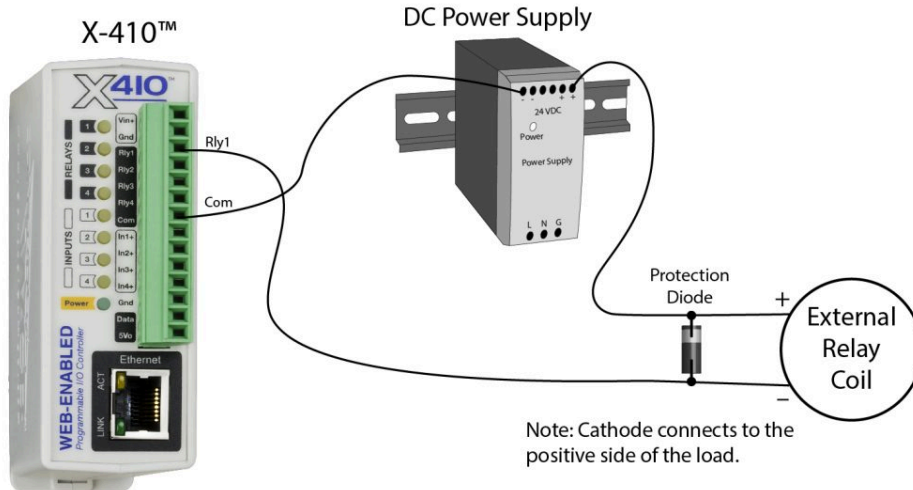 X-410™
DC Power Supply
X410™
RELAYS
1
2
3
4
INPUTS
1
2
3
4
Power
Vin+
Gnd
Rly1
Rly2
Rly3
Rly4
Com
In1+
In2+
In3+
In4+
Gnd
Data
5Vo
Ethernet
ACT
LINK
WEB-ENABLED
Programmable I/O Controller
Rly1
Com
- - + +
24 VDC
Power
Power Supply
L N G
Protection
Diode
+
External
Relay
Coil
–
Note: Cathode connects to the
positive side of the load.